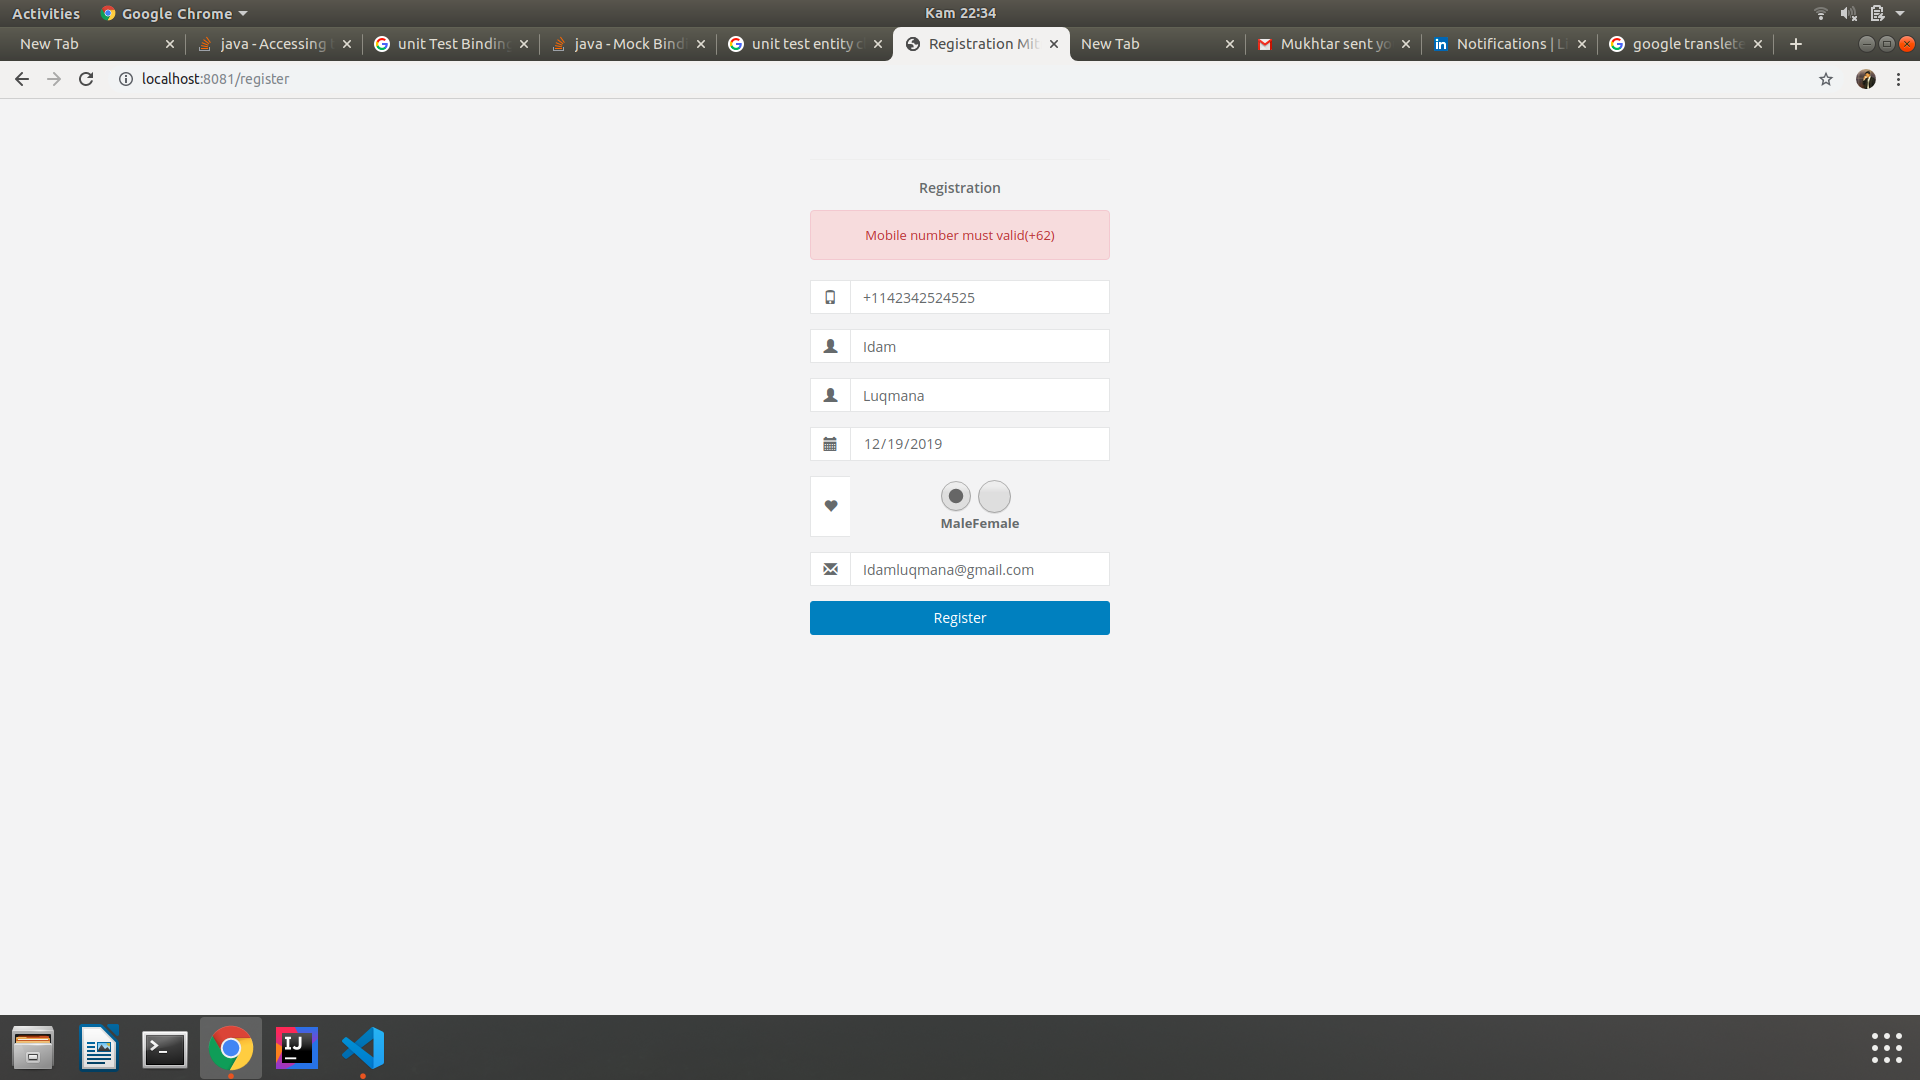 Activities
Google Chrome
Kam 22:34
New Tab
java - Accessing
unit Test Binding
java - Mock Bind
unit test entity
Registration Mit
New Tab
Mukhtar sent yo
Notifications | Li
google translete
localhost:8081/register
Registration
Mobile number must valid(+62)
+1142342524525
Idam
Luqmana
12/19/2019
MaleFemale
Idamluqmana@gmail.com
Register